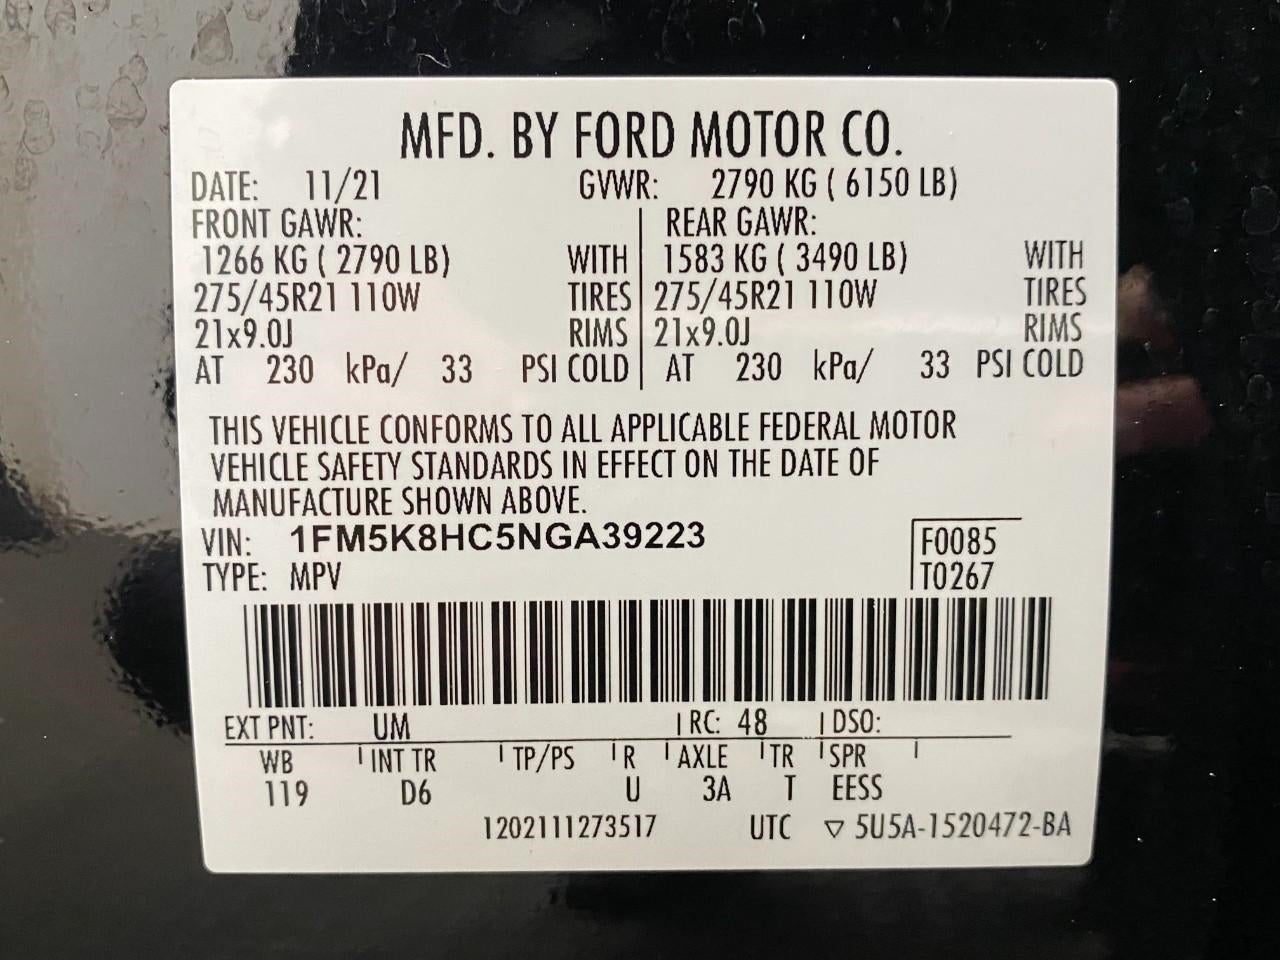 MFD. BY FORD MOTOR CO.
DATE: 11/21 GVWR: 2790 KG ( 6150 LB)
FRONT GAWR: REAR GAWR:
1266 KG ( 2790 LB) WITH 1583 KG ( 3490 LB) WITH
275/45R21 110W TIRES 275/45R21 110W TIRES
21x9.0J RIMS 21x9.0J RIMS
AT 230 kPa/ 33 PSI COLD AT 230 kPa/ 33 PSI COLD
THIS VEHICLE CONFORMS TO ALL APPLICABLE FEDERAL MOTOR
VEHICLE SAFETY STANDARDS IN EFFECT ON THE DATE OF
MANUFACTURE SHOWN ABOVE.
VIN: 1FM5K8HC5NGA39223 F0085
TYPE: MPV T0267
EXT PNT: UM RC: 48 DSO:
WB INT TR TP/PS R AXLE TR SPR
119 D6 U 3A T EESS
1202111273517 UTC ▽ 5U5A-1520472-BA